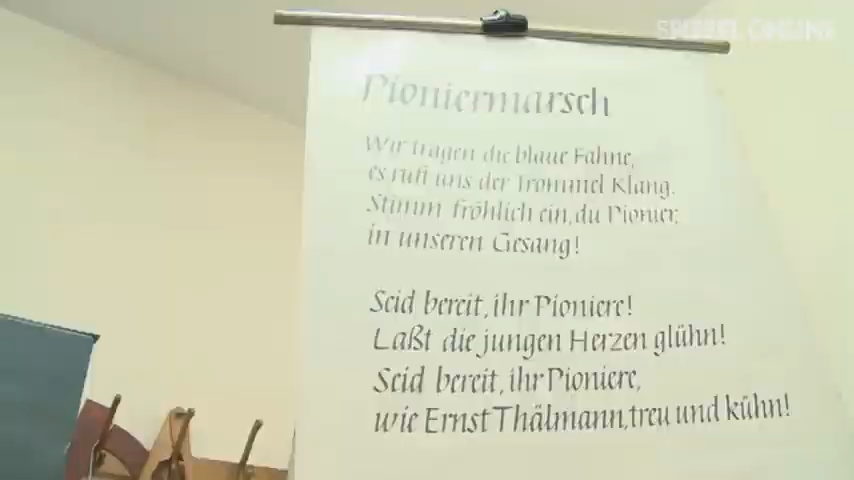 SPIEGEL ONLINE
Pioniermarsch
Wir tragen die blaue Fahne,
es ruft uns der Trommel Klang.
Stimm fröhlich ein, du Pionier,
in unseren Gesang!
Seid bereit, ihr Pioniere!
Laßt die jungen Herzen glühn!
Seid bereit, ihr Pioniere,
wie Ernst Thälmann, treu und kühn!